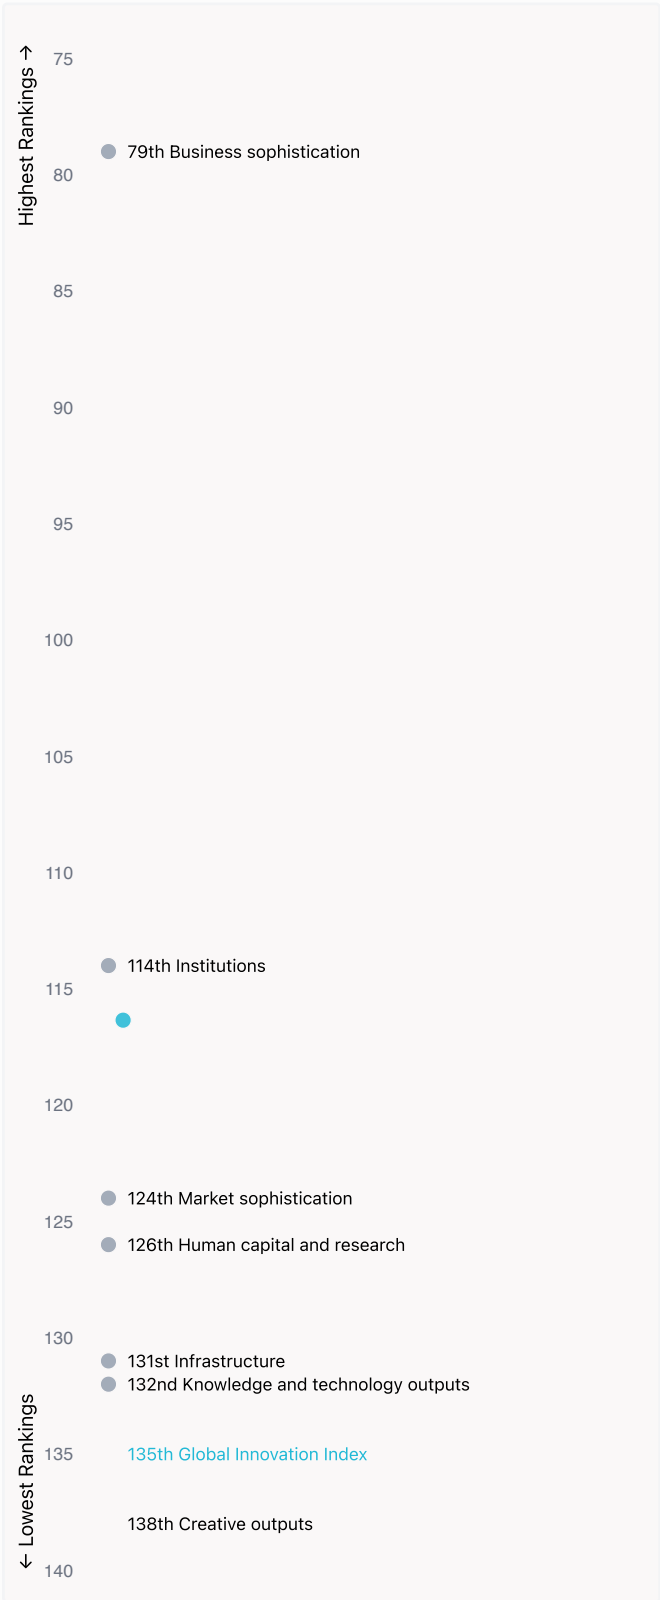 Highest Rankings →
75
79th Business sophistication
80
85
90
95
100
105
110
114th Institutions
115
120
124th Market sophistication
125
126th Human capital and research
130
131st Infrastructure
132nd Knowledge and technology outputs
← Lowest Rankings
135
135th Global Innovation Index
138th Creative outputs
140